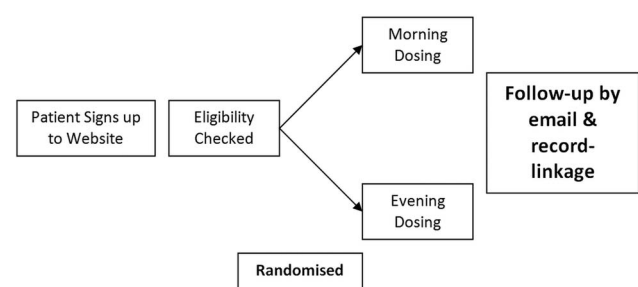 Patient Signs up
to Website
Eligibility
Checked
Morning
Dosing
Evening
Dosing
Follow-up by
email &
record-
linkage
Randomised